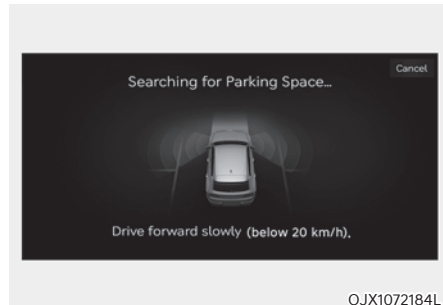 Cancel
Searching for Parking Space...
Drive forward slowly (below 20 km/h).
OJX1072184L